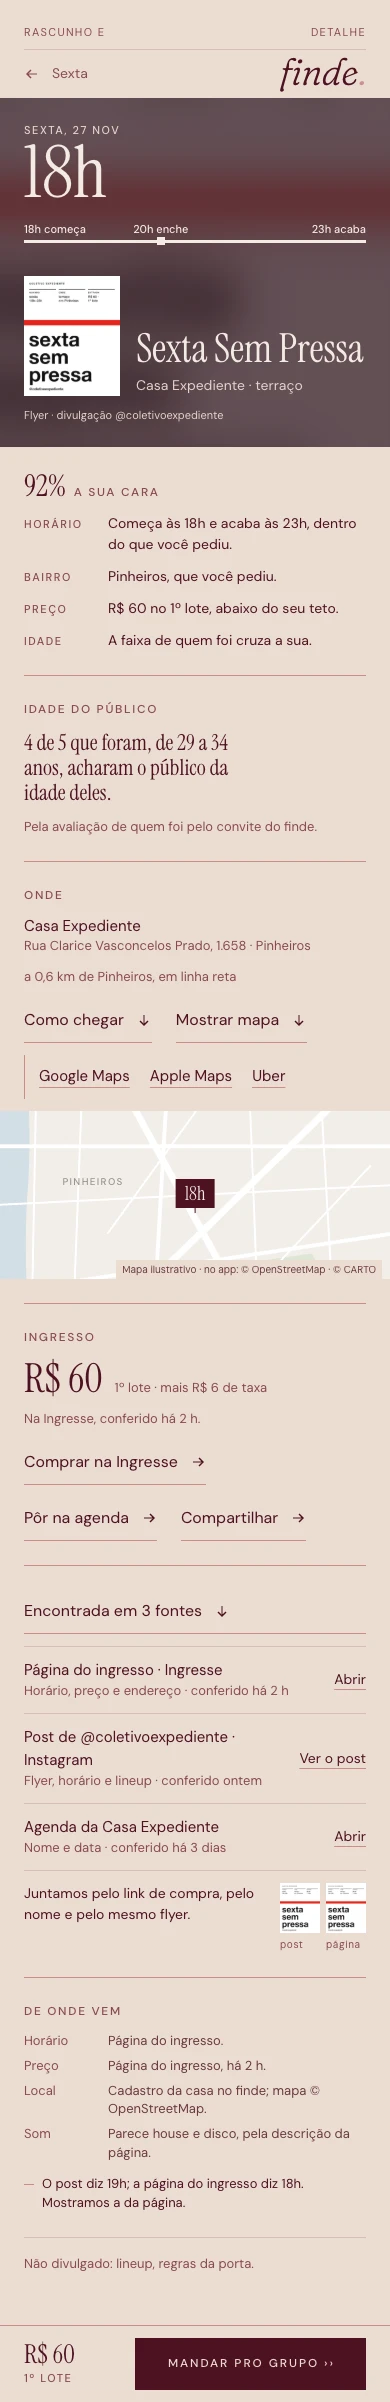 RASCUNHO E
DETALHE
← Sexta
finde.
SEXTA, 27 NOV
18h
18h começa
20h enche
23h acaba
sexta
sem
pressa
Sexta Sem Pressa
Casa Expediente · terraço
Flyer · divulgação @coletivoexpediente
92% A SUA CARA
HORÁRIO
Começa às 18h e acaba às 23h, dentro
do que você pediu.
BAIRRO
Pinheiros, que você pediu.
PREÇO
R$ 60 no 1º lote, abaixo do seu teto.
IDADE
A faixa de quem foi cruza a sua.
IDADE DO PÚBLICO
4 de 5 que foram, de 29 a 34
anos, acharam o público da
idade deles.
Pela avaliação de quem foi pelo convite do finde.
ONDE
Casa Expediente
Rua Clarice Vasconcelos Prado, 1.658 · Pinheiros
a 0,6 km de Pinheiros, em linha reta
Como chegar ↓
Mostrar mapa ↓
Google Maps
Apple Maps
Uber
PINHEIROS
18h
Mapa ilustrativo · no app: © OpenStreetMap · © CARTO
INGRESSO
R$ 60 1º lote · mais R$ 6 de taxa
Na Ingresse, conferido há 2 h.
Comprar na Ingresse →
Pôr na agenda →
Compartilhar →
Encontrada em 3 fontes ↓
Página do ingresso · Ingresse
Horário, preço e endereço · conferido há 2 h
Abrir
Post de @coletivoexpediente ·
Instagram
Flyer, horário e lineup · conferido ontem
Ver o post
Agenda da Casa Expediente
Nome e data · conferido há 3 dias
Abrir
Juntamos pelo link de compra, pelo
nome e pelo mesmo flyer.
sexta
sem
pressa
post
sexta
sem
pressa
página
DE ONDE VEM
Horário
Página do ingresso.
Preço
Página do ingresso, há 2 h.
Local
Cadastro da casa no finde; mapa ©
OpenStreetMap.
Som
Parece house e disco, pela descrição da
página.
— O post diz 19h; a página do ingresso diz 18h.
Mostramos a da página.
Não divulgado: lineup, regras da porta.
R$ 60
1º LOTE
MANDAR PRO GRUPO ››